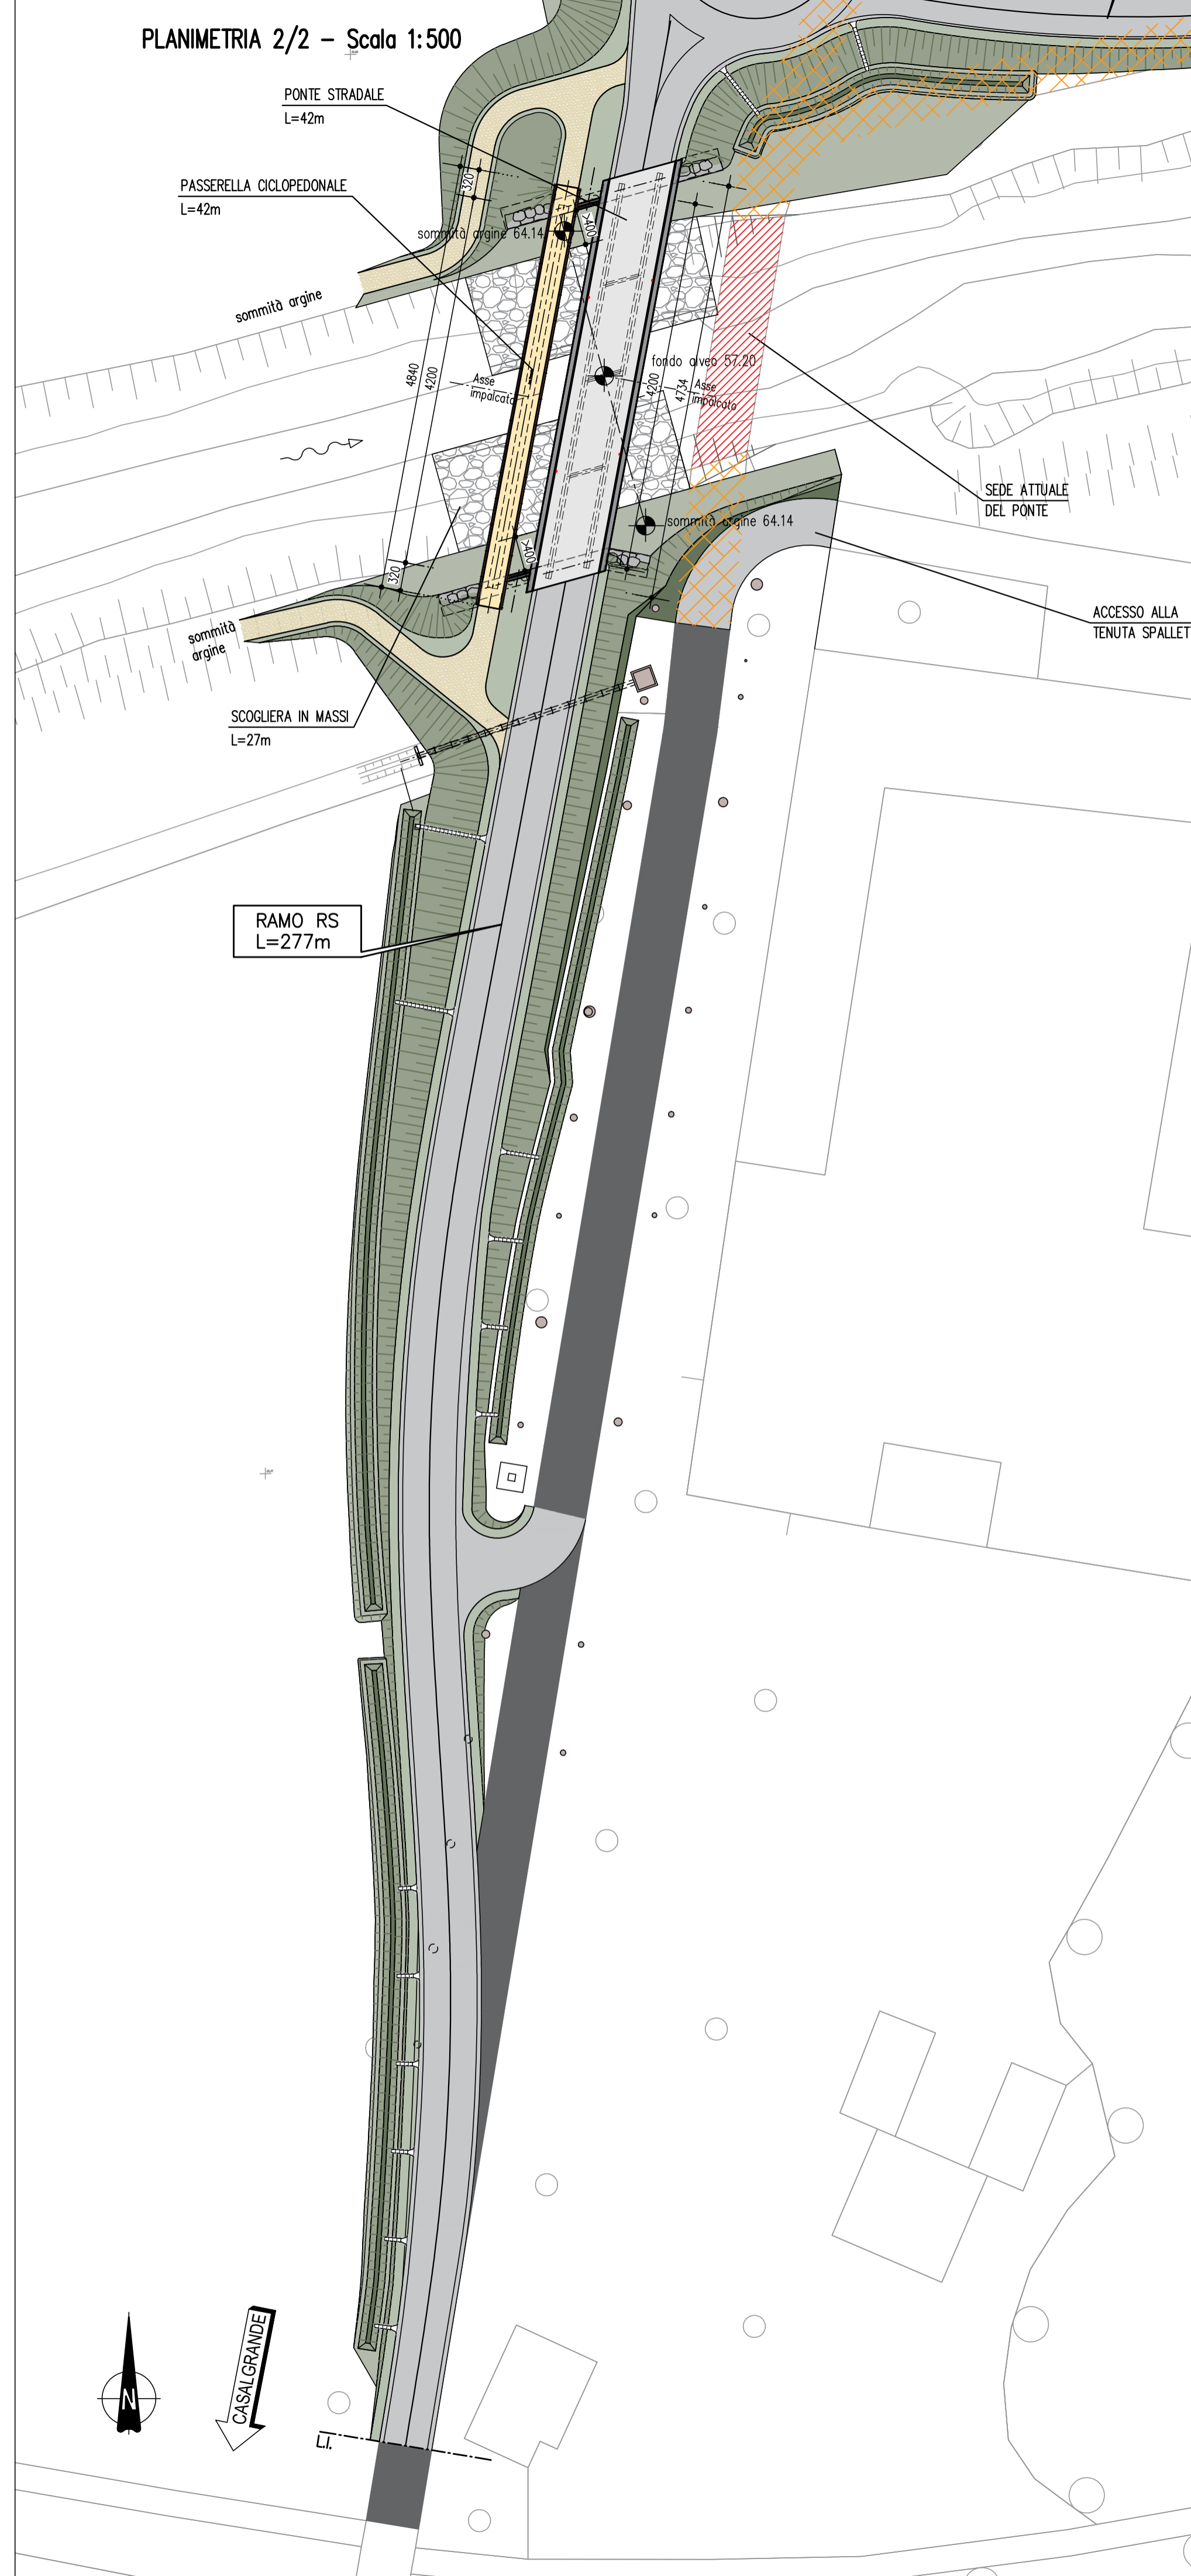 PLANIMETRIA 2/2 - Scala 1:500
PONTE STRADALE
L=42m
PASSERELLA CICLOPEDONALE
L=42m
320
>400
sommità argine 64.14
sommità argine
4840
4200
Asse
impalcato
fondo alveo 57.20
4200
4734
Asse
impalcato
SEDE ATTUALE
DEL PONTE
sommità argine 64.14
>400
320
ACCESSO ALLA
TENUTA SPALLET
sommità
argine
SCOGLIERA IN MASSI
L=27m
RAMO RS
L=277m
N
CASALGRANDE
L.I.